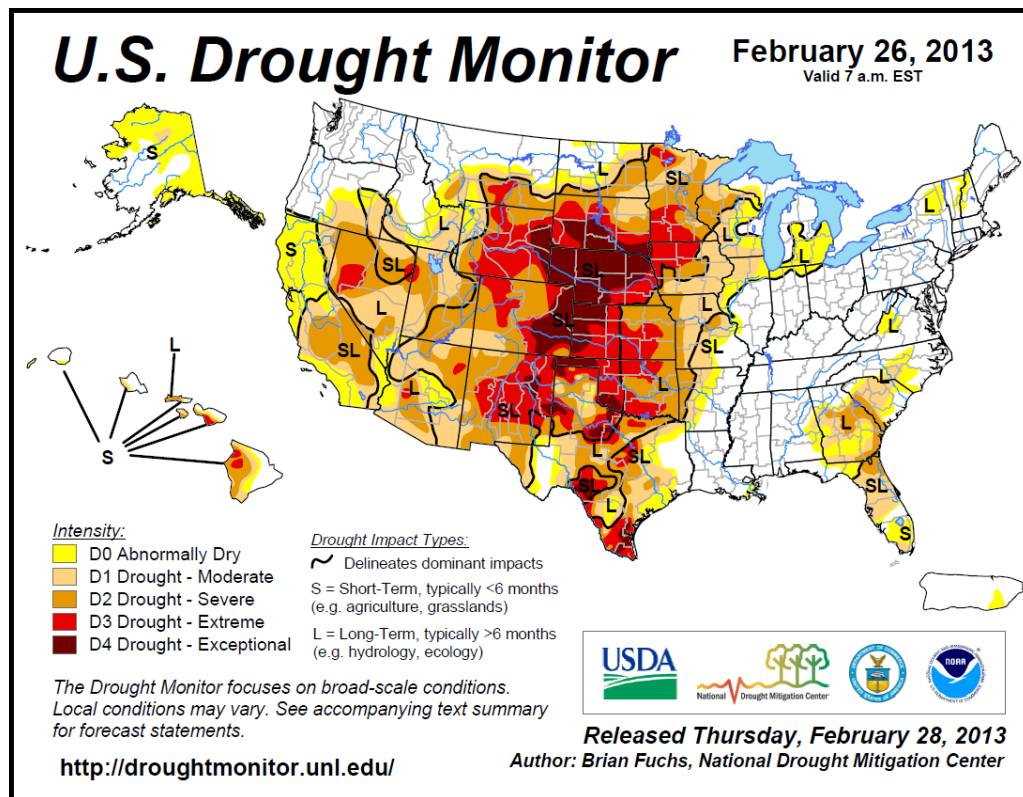 U.S. Drought Monitor
February 26, 2013
Valid 7 a.m. EST
S
L
L
SL
L
L
S
SL
L
L
SL
SL
L
L
L
SL
SL
SL
L
L
SL
L
L
L
SL
SL
L
SL
L
S
L
S
Intensity:
D0 Abnormally Dry
D1 Drought - Moderate
D2 Drought - Severe
D3 Drought - Extreme
D4 Drought - Exceptional
Drought Impact Types:
Delineates dominant impacts
S = Short-Term, typically <6 months
(e.g. agriculture, grasslands)
L = Long-Term, typically >6 months
(e.g. hydrology, ecology)
The Drought Monitor focuses on broad-scale conditions.
Local conditions may vary. See accompanying text summary
for forecast statements.
http://droughtmonitor.unl.edu/
USDA
National Drought Mitigation Center
NOAA
Released Thursday, February 28, 2013
Author: Brian Fuchs, National Drought Mitigation Center